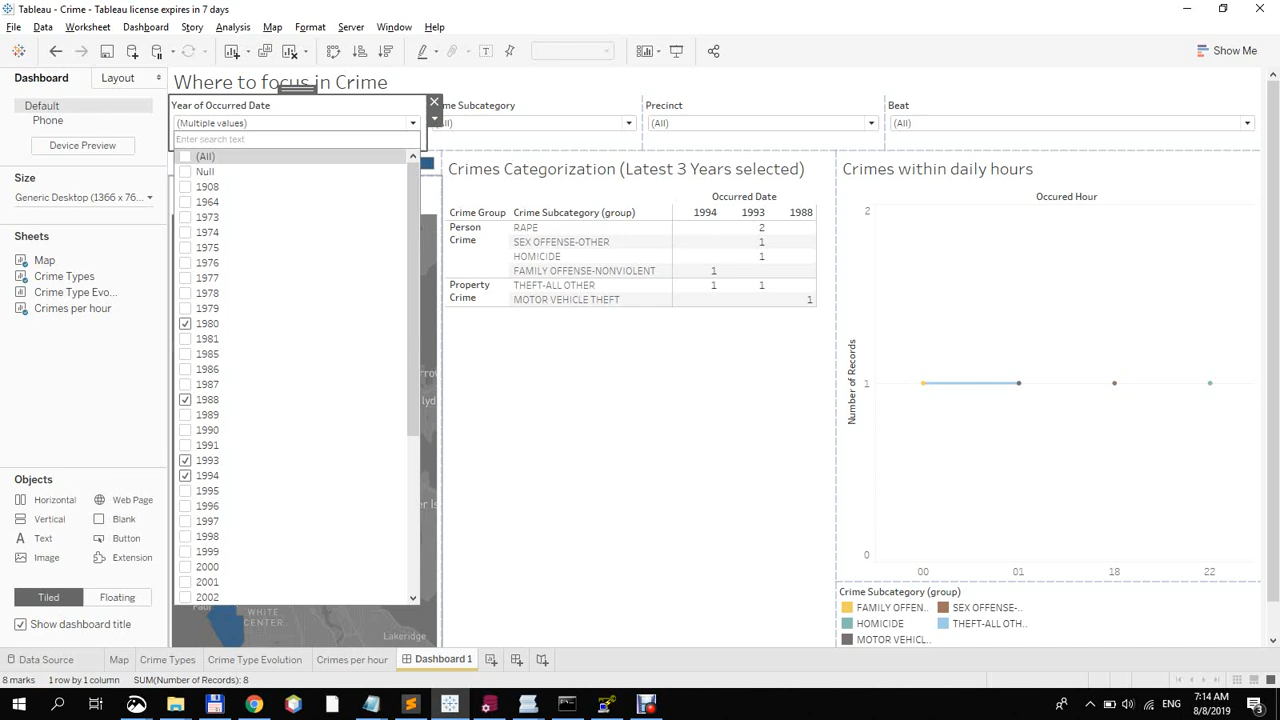 Tableau - Crime - Tableau license expires in 7 days
File Data Worksheet Dashboard Story Analysis Map Format Server Window Help
Show Me
Dashboard Layout
Default
Phone
Device Preview
Size
Generic Desktop (1366 x 76...
Sheets
Map
Crime Types
Crime Type Evo...
Crimes per hour
Objects
Horizontal Web Page
Vertical Blank
A Text Button
Image Extension
Tiled Floating
Show dashboard title
Where to focus in Crime
Year of Occurred Date
(Multiple values)
Enter search text
(All)
Null
1908
1964
1973
1974
1975
1976
1977
1978
1979
1980
1981
1985
1986
1987
1988
1989
1990
1991
1993
1994
1995
1996
1997
1998
1999
2000
2001
2002
me Subcategory
All)
Precinct
(All)
Beat
(All)
WHITE
CENTER
Lakeridge
Crimes Categorization (Latest 3 Years selected)
Occurred Date
Crime Group Crime Subcategory (group) 1994 1993 1988
Person RAPE 2
Crime SEX OFFENSE-OTHER 1
HOMICIDE 1
FAMILY OFFENSE-NONVIOLENT 1
Property THEFT-ALL OTHER 1 1
Crime MOTOR VEHICLE THEFT 1
Crimes within daily hours
Occured Hour
2
1
0
Number of Records
00 01 18 22
Crime Subcategory (group)
FAMILY OFFEN.. SEX OFFENSE-..
HOMICIDE THEFT-ALL OTH..
MOTOR VEHICL..
Data Source Map Crime Types Crime Type Evolution Crimes per hour Dashboard 1
8 marks 1 row by 1 column SUM(Number of Records): 8
ENG
7:14 AM
8/8/2019
3